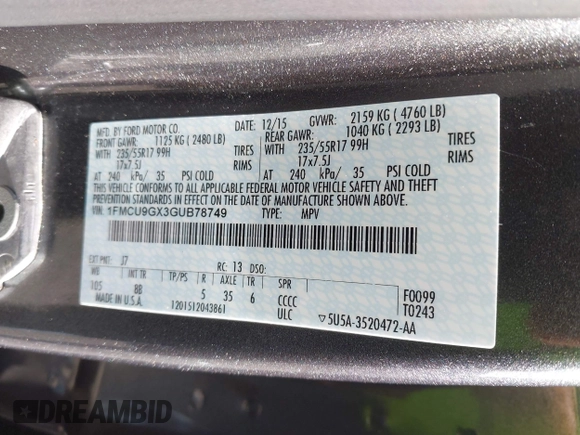 MFD. BY FORD MOTOR CO. DATE: 12/15 GVWR: 2159 KG ( 4760 LB)
FRONT GAWR: 1125 KG ( 2480 LB) REAR GAWR: 1040 KG ( 2293 LB)
WITH 235/55R17 99H TIRES WITH 235/55R17 99H TIRES
17x7.5J RIMS 17x7.5J RIMS
AT 240 kPa/ 35 PSI COLD AT 240 kPa/ 35 PSI COLD
THIS VEHICLE CONFORMS TO ALL APPLICABLE FEDERAL MOTOR VEHICLE SAFETY AND THEFT
PREVENTION STANDARDS IN EFFECT ON THE DATE OF MANUFACTURE SHOWN ABOVE.
VIN: 1FMCU9GX3GUB78749 TYPE: MPV
EXT PNT: J7 RC: 13 DSO: F0099
WB INT TR TP/PS R AXLE TR SPR T0243
105 BB 5 35 6 CCCC
MADE IN U.S.A. 1201512043861 ULC ▽5U5A-3520472-AA
DREAMBID